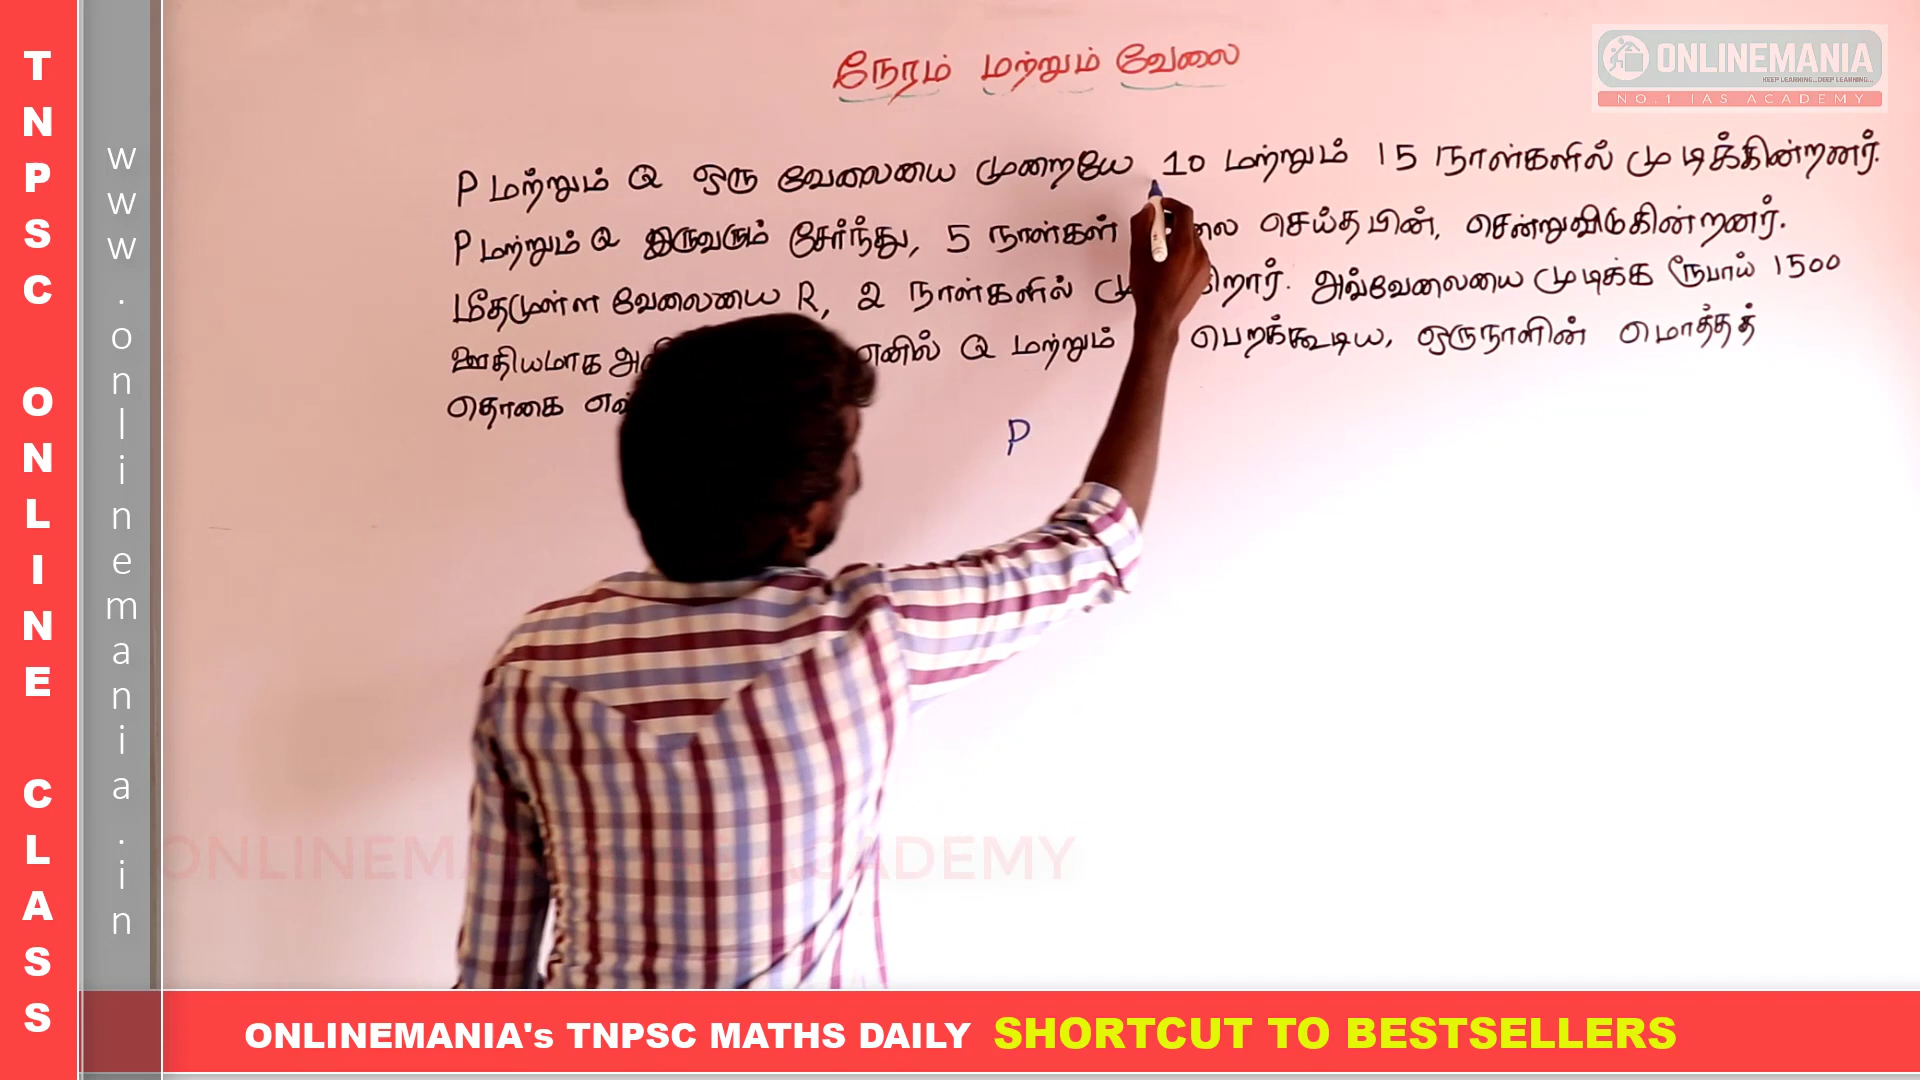 நேரம் மற்றும் வேலை
P மற்றும் Q ஒரு வேலையை முறையே 10 மற்றும் 15 நாள்களில் முடிக்கின்றனர்.
P மற்றும் Q இருவரும் சேர்ந்து, 5 நாள்கள் செய்தபின், சென்றுவிடுகின்றனர்.
மீதமுள்ள வேலையை R, 2 நாள்களில் அவ்வேலையை முடிக்க ரூபாய் 1500
ஊதியமாக எனில் Q மற்றும் பெறக்கூடிய, ஒருநாளின் மொத்தத்
தொகை
P
TNPSC ONLINE CLASS
www.onlinemania.in
ONLINEMANIA
KEEP LEARNING...DEEP LEARNING...
NO.1 IAS ACADEMY
ONLINEMANIA's TNPSC MATHS DAILY SHORTCUT TO BESTSELLERS